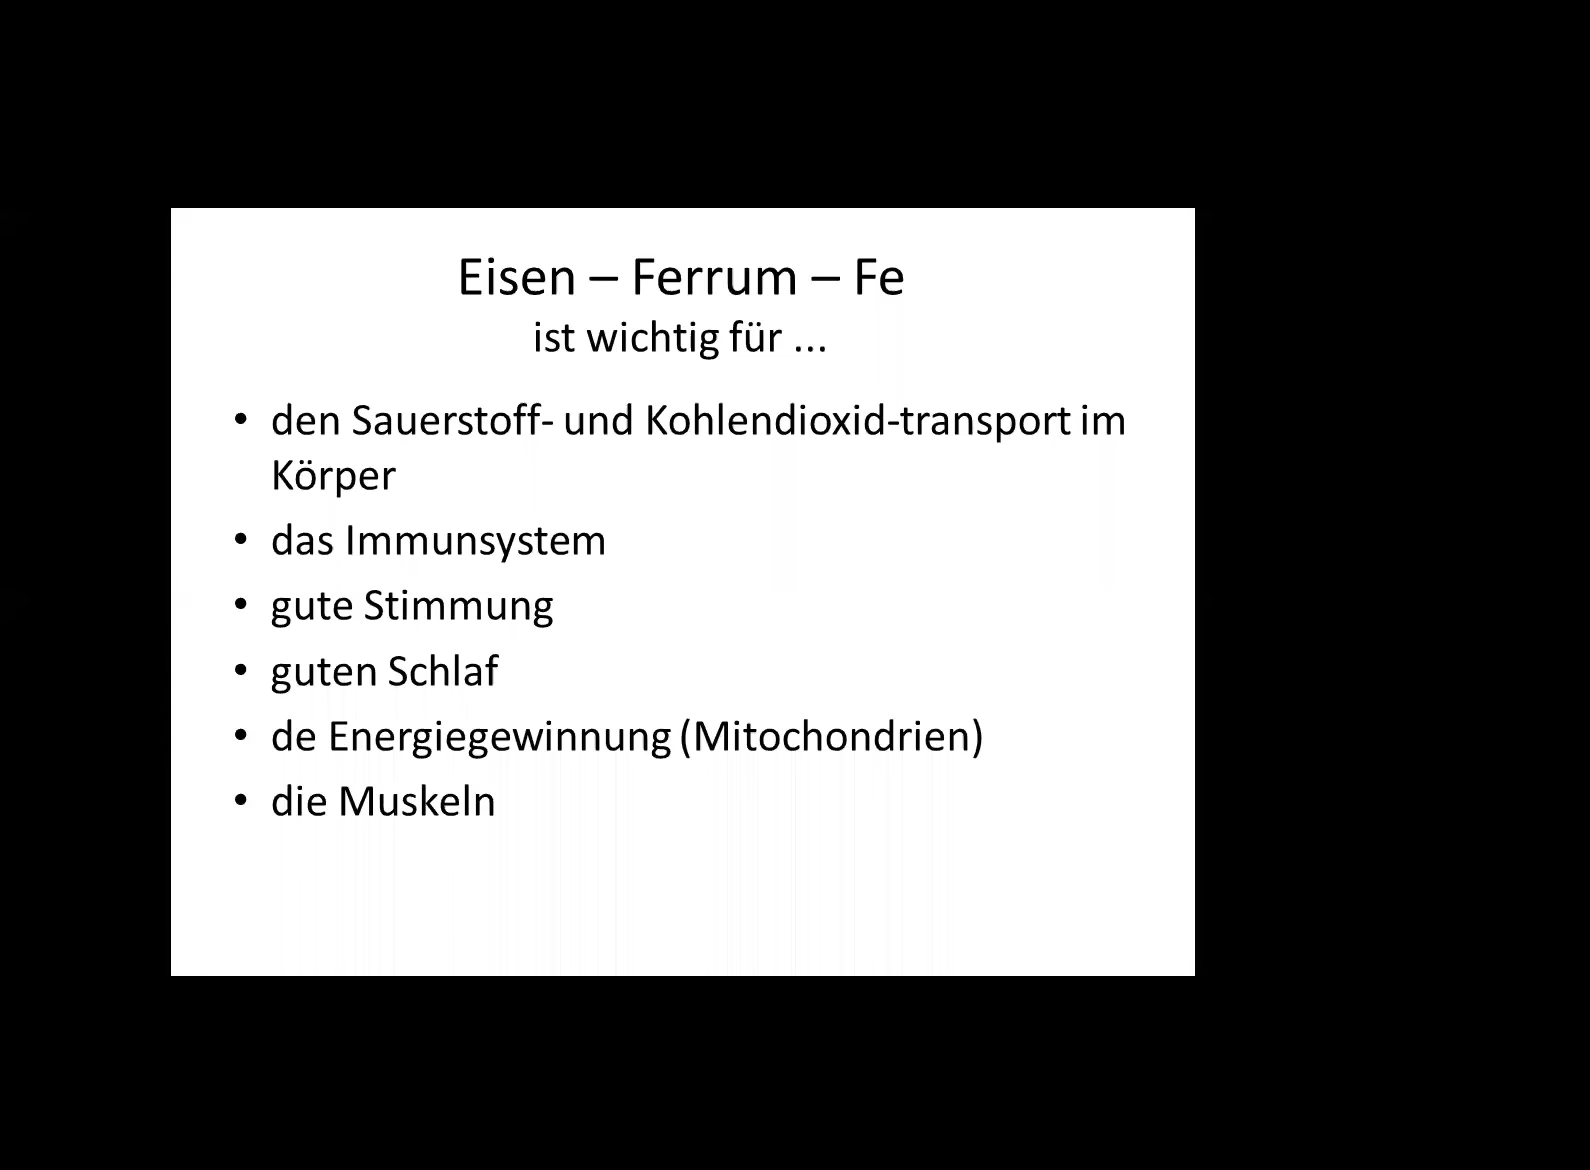 Eisen – Ferrum – Fe
ist wichtig für ...
• den Sauerstoff- und Kohlendioxid-transport im
Körper
• das Immunsystem
• gute Stimmung
• guten Schlaf
• de Energiegewinnung (Mitochondrien)
• die Muskeln